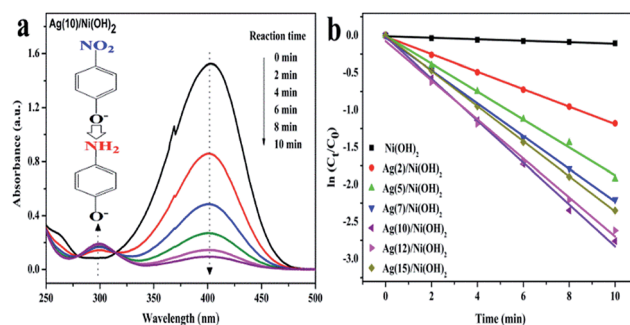 a
Ag(10)/Ni(OH)2
NO2
O-
NH2
O-
Reaction time
0 min
2 min
4 min
6 min
8 min
10 min
1.6
1.2
0.8
0.4
0.0
Absorbance (a.u.)
250 300 350 400 450 500
Wavelength (nm)
b
0.0
-0.5
-1.0
-1.5
-2.0
-2.5
-3.0
ln (Ct/C0)
Ni(OH)2
Ag(2)/Ni(OH)2
Ag(5)/Ni(OH)2
Ag(7)/Ni(OH)2
Ag(10)/Ni(OH)2
Ag(12)/Ni(OH)2
Ag(15)/Ni(OH)2
0 2 4 6 8 10
Time (min)